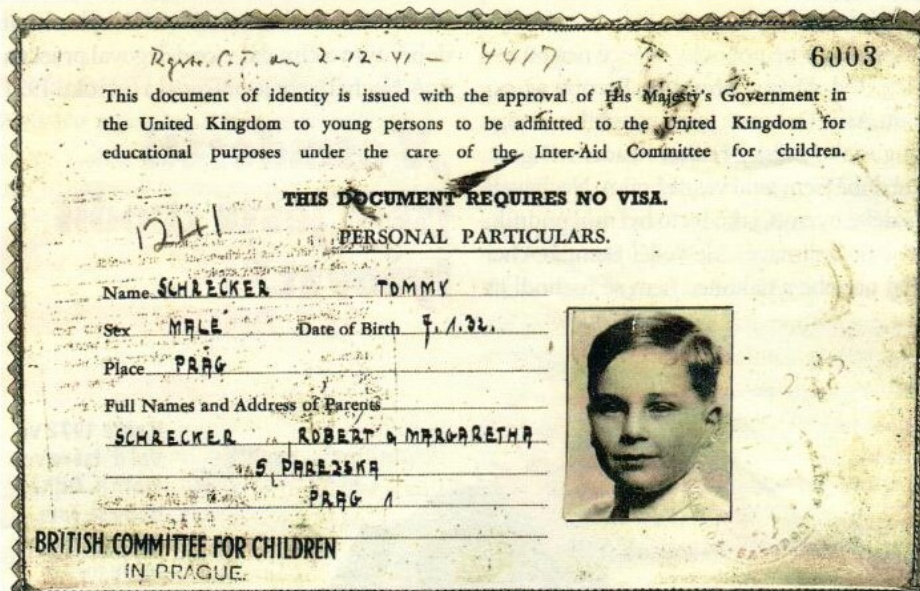 Regstr. C.T. on 1 . 12 . 41 4417 6003
This document of identity is issued with the approval of His Majesty's Government in
the United Kingdom to young persons to be admitted to the United Kingdom for
educational purposes under the care of the Inter-Aid Committee for children.
THIS DOCUMENT REQUIRES NO VISA.
1241
PERSONAL PARTICULARS.
Name SCHRECKER TOMMY
Sex MALE Date of Birth 7.1.32.
Place PRAG
Full Names and Address of Parents
SCHRECKER ROBERT & MARGARETHA
5, PAREZSKA
PRAG 1
BRITISH COMMITTEE FOR CHILDREN
IN PRAGUE.